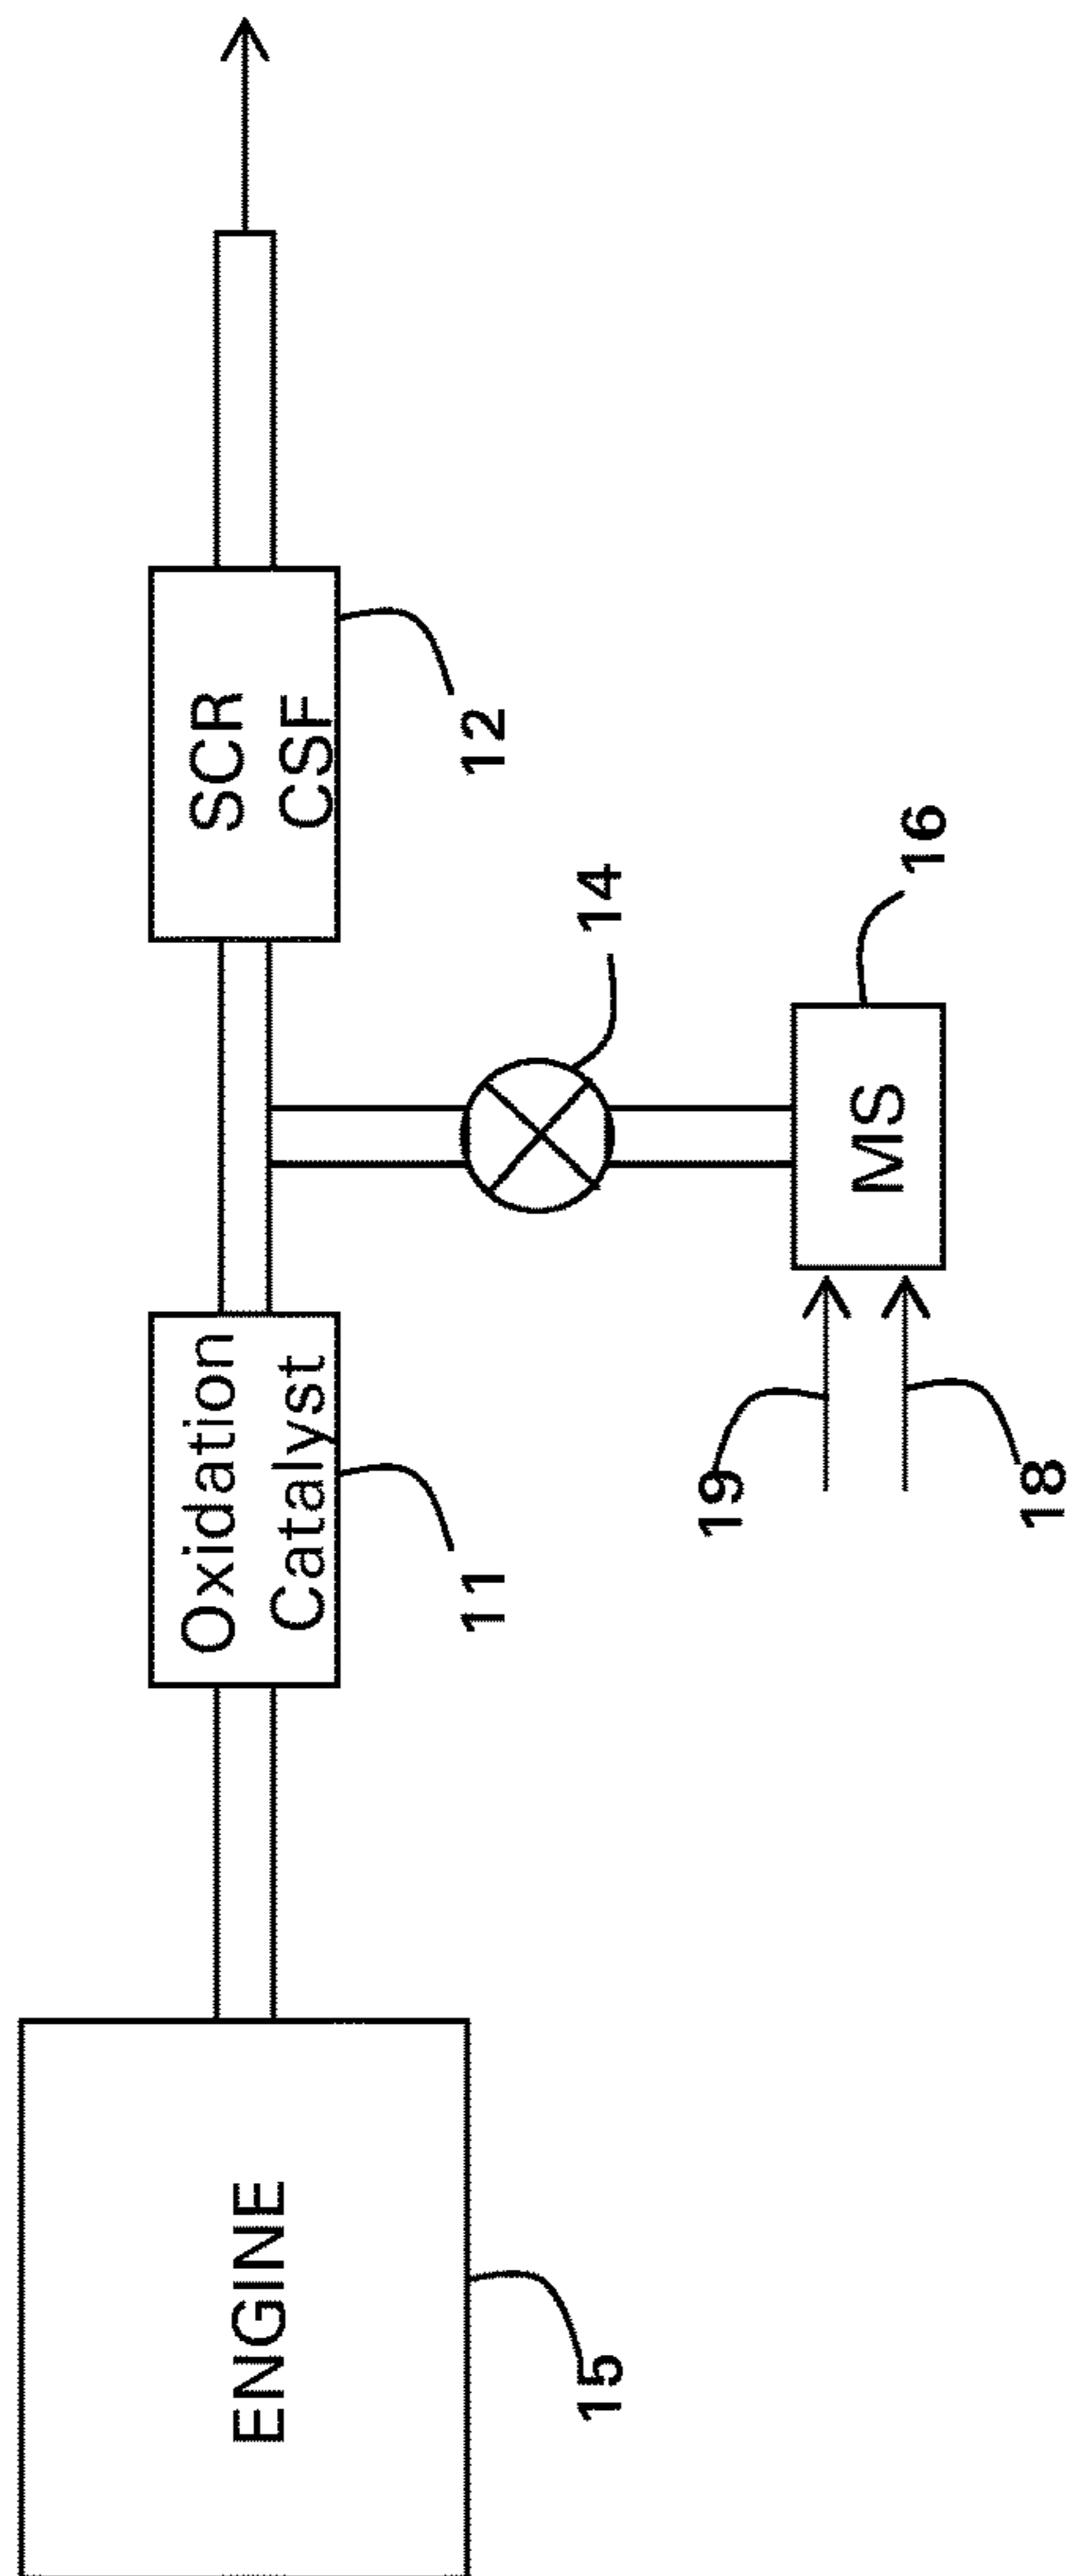 ENGINE
15
Oxidation
Catalyst
11
SCR
CSF
12
14
MS
16
19
18